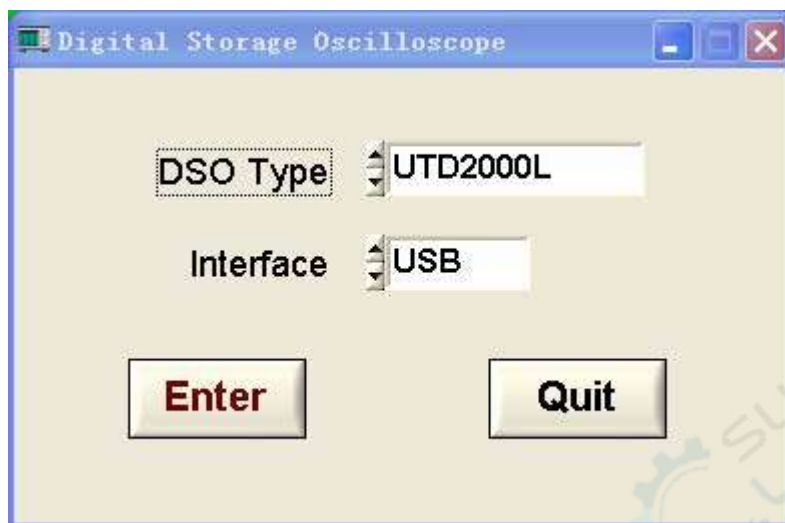 Digital Storage Oscilloscope
DSO Type UTD2000L
Interface USB
Enter Quit